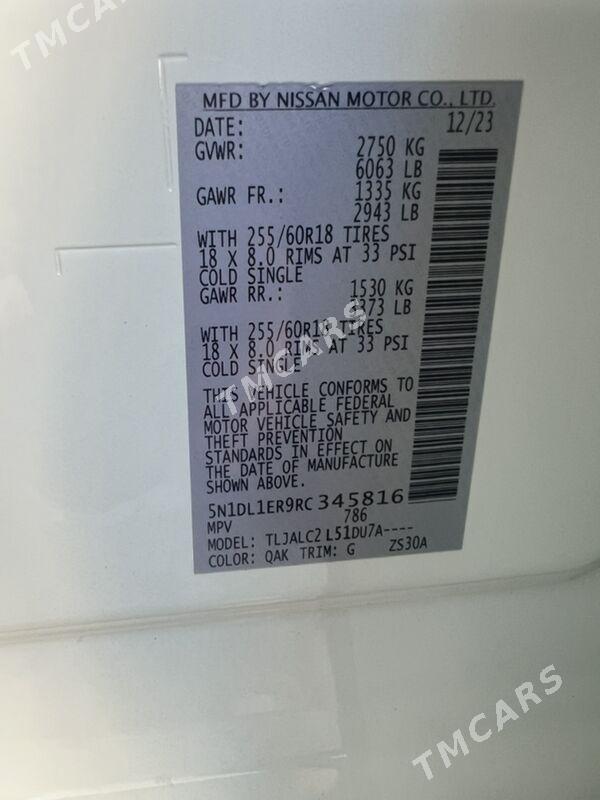 TMCARS
MFD BY NISSAN MOTOR CO., LTD.
DATE: 12/23
GVWR: 2750 KG
6063 LB
GAWR FR.: 1335 KG
2943 LB
WITH 255/60R18 TIRES
18 X 8.0 RIMS AT 33 PSI
COLD SINGLE
GAWR RR.: 1530 KG
3373 LB
WITH 255/60R18 TIRES
18 X 8.0 RIMS AT 33 PSI
COLD SINGLE
TMCARS
THIS VEHICLE CONFORMS TO
ALL APPLICABLE FEDERAL
MOTOR VEHICLE SAFETY AND
THEFT PREVENTION
STANDARDS IN EFFECT ON
THE DATE OF MANUFACTURE
SHOWN ABOVE.
5N1DL1ER9RC345816
MPV 786
MODEL: TLJALC2L51DU7A----
COLOR: QAK TRIM: G ZS30A
TMCARS